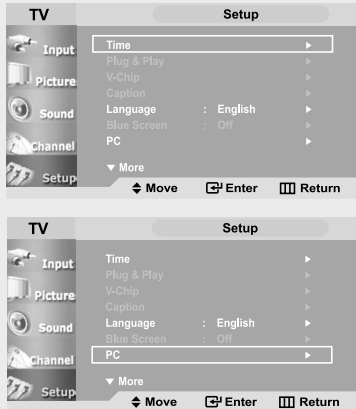 TV Setup
Input
Picture
Sound
Channel
Setup
Time ►
Plug & Play ►
V-Chip ►
Caption ►
Language : English ►
Blue Screen : Off ►
PC ►
▼ More
Move Enter Return
TV Setup
Input
Picture
Sound
Channel
Setup
Time ►
Plug & Play ►
V-Chip ►
Caption ►
Language : English ►
Blue Screen : Off ►
PC ►
▼ More
Move Enter Return